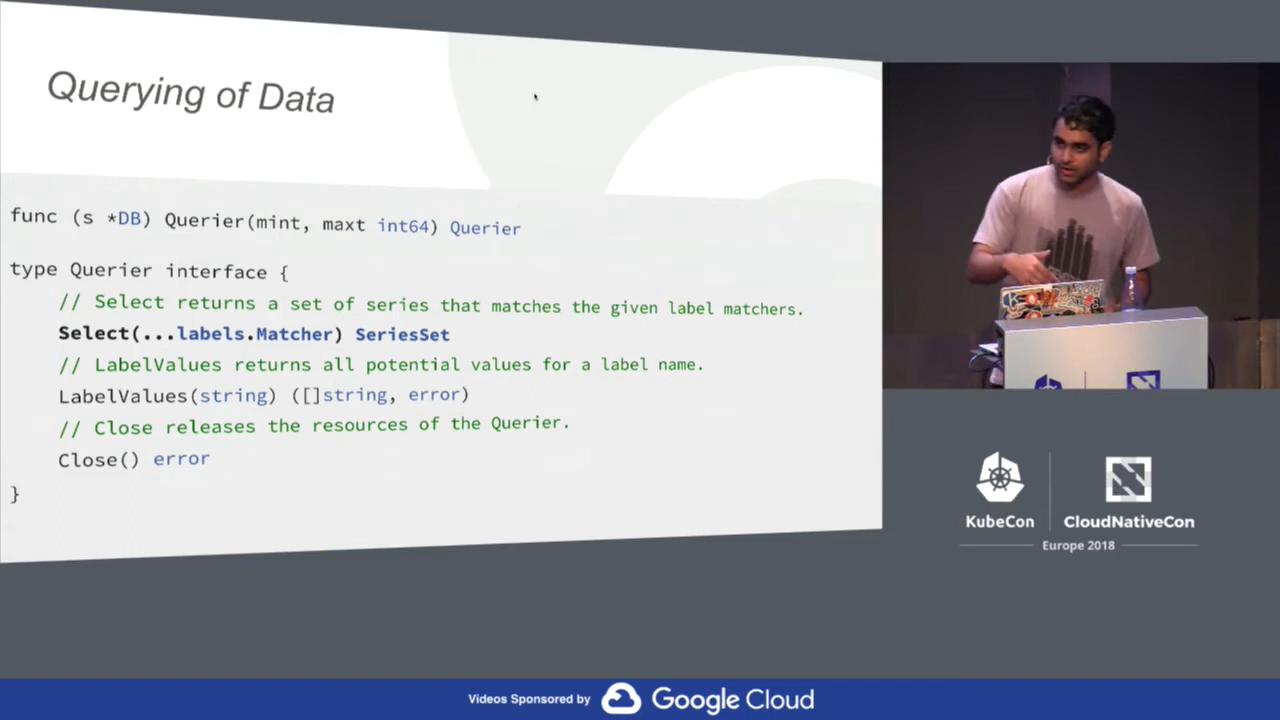 Querying of Data
func (s *DB) Querier(mint, maxt int64) Querier
type Querier interface {
// Select returns a set of series that matches the given label matchers.
Select(...labels.Matcher) SeriesSet
// LabelValues returns all potential values for a label name.
LabelValues(string) ([]string, error)
// Close releases the resources of the Querier.
Close() error
}
KubeCon
CloudNativeCon
Europe 2018
Videos Sponsored by Google Cloud